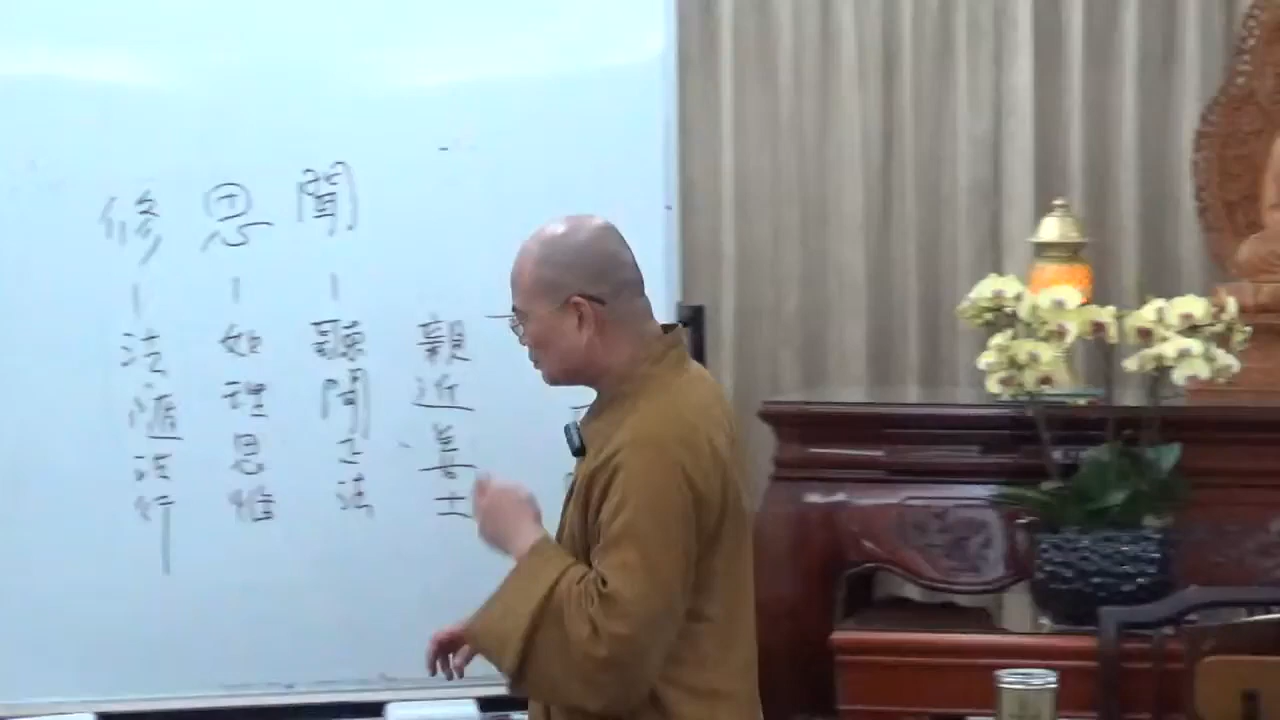 親近善士
聞－聽聞正法
思－如理思惟
修－法隨法行